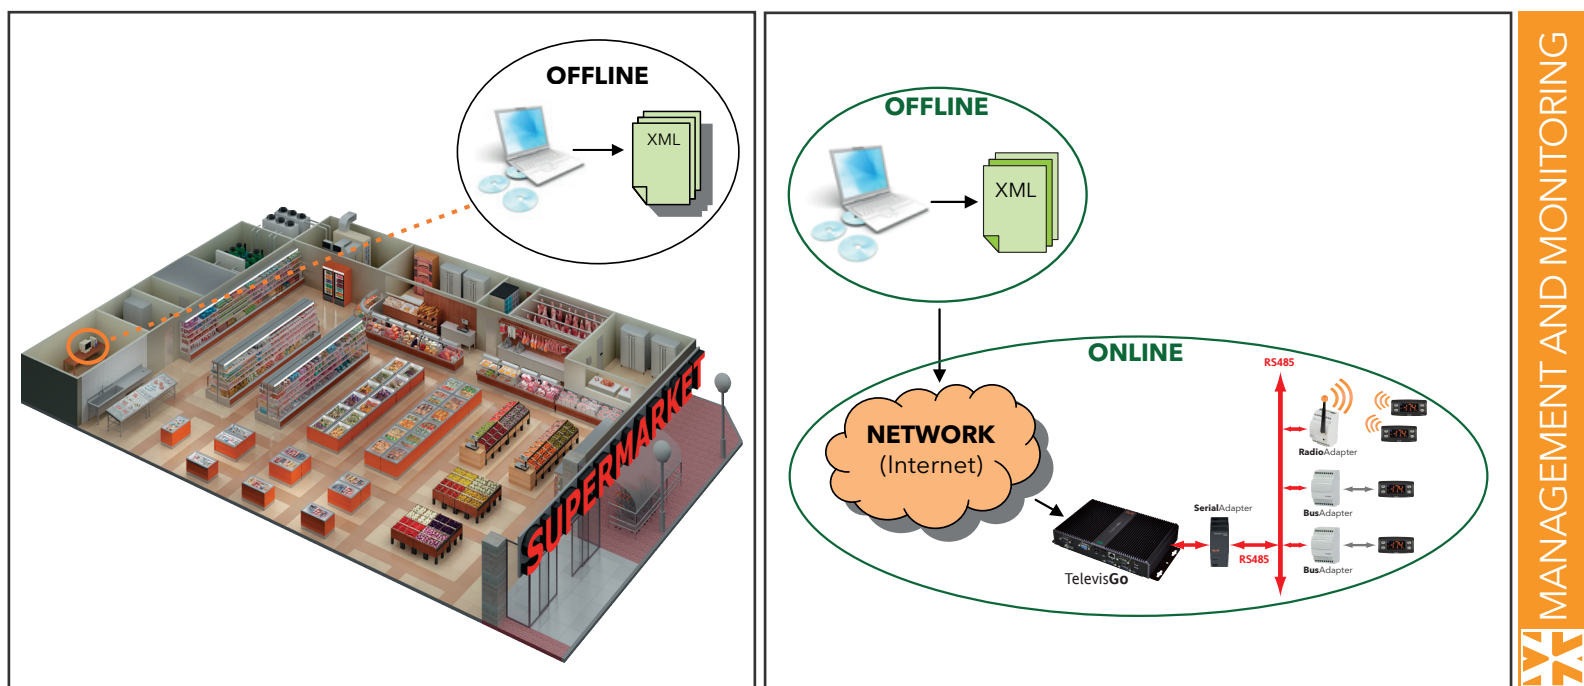 OFFLINE
XML
SUPERMARKET
OFFLINE
XML
ONLINE
RS485
NETWORK
(Internet)
RadioAdapter
SerialAdapter
BusAdapter
RS485
BusAdapter
TelevisGo
MANAGEMENT AND MONITORING